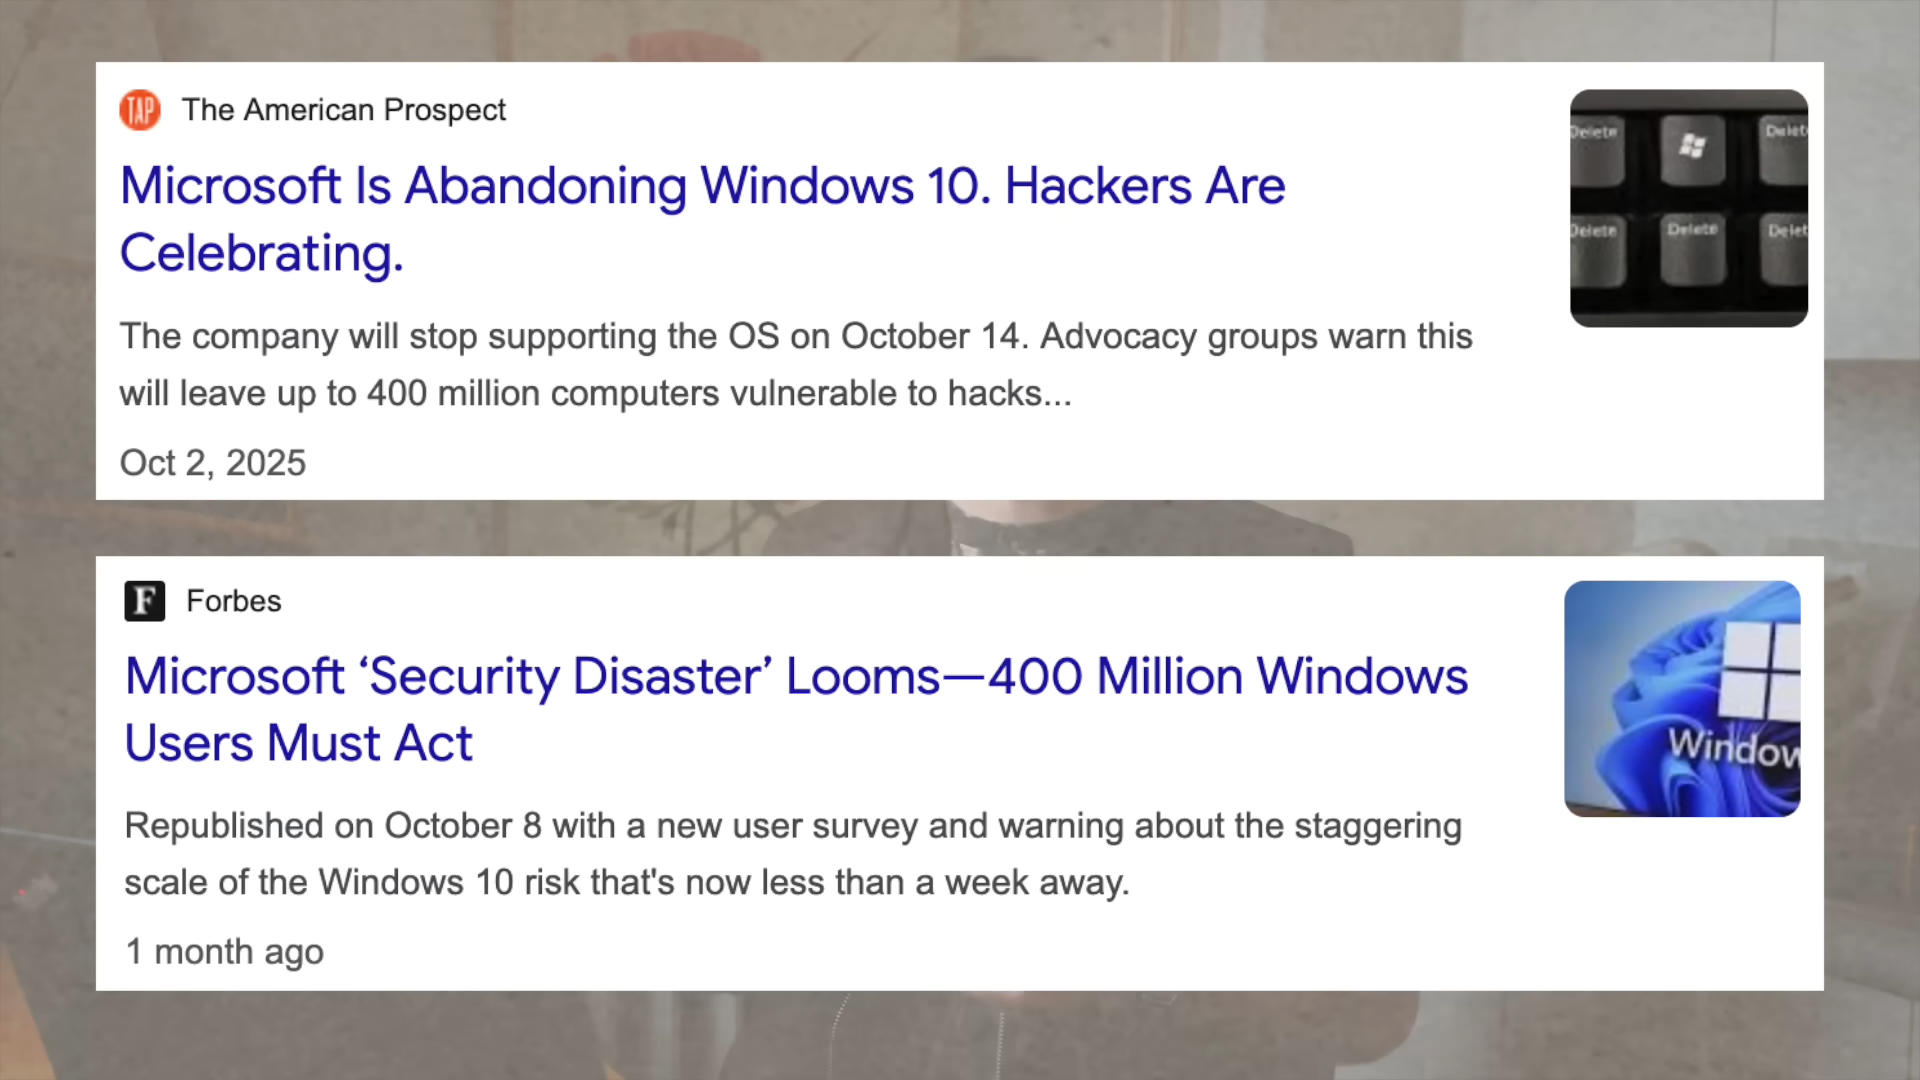 TAP The American Prospect
Microsoft Is Abandoning Windows 10. Hackers Are
Celebrating.
The company will stop supporting the OS on October 14. Advocacy groups warn this
will leave up to 400 million computers vulnerable to hacks...
Oct 2, 2025
Delete
Delet
Delete
Delete
Delet
F Forbes
Microsoft ‘Security Disaster’ Looms—400 Million Windows
Users Must Act
Republished on October 8 with a new user survey and warning about the staggering
scale of the Windows 10 risk that's now less than a week away.
1 month ago
Window